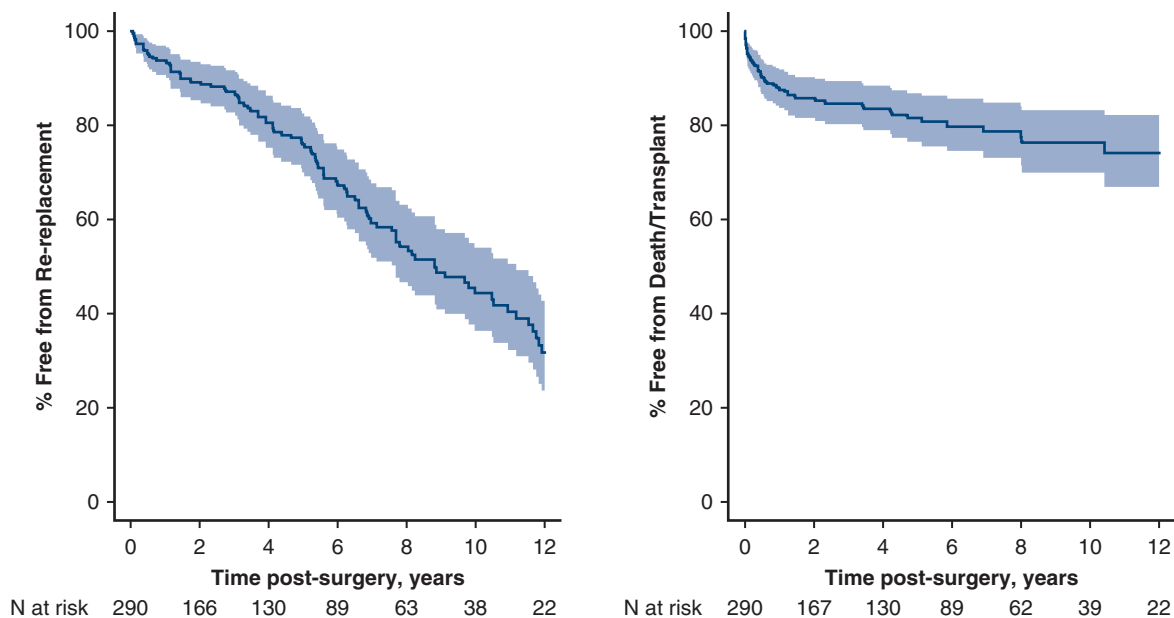 % Free from Re-replacement
100
80
60
40
20
0
0 2 4 6 8 10 12
Time post-surgery, years
N at risk 290 166 130 89 63 38 22
% Free from Death/Transplant
100
80
60
40
20
0
0 2 4 6 8 10 12
Time post-surgery, years
N at risk 290 167 130 89 62 39 22